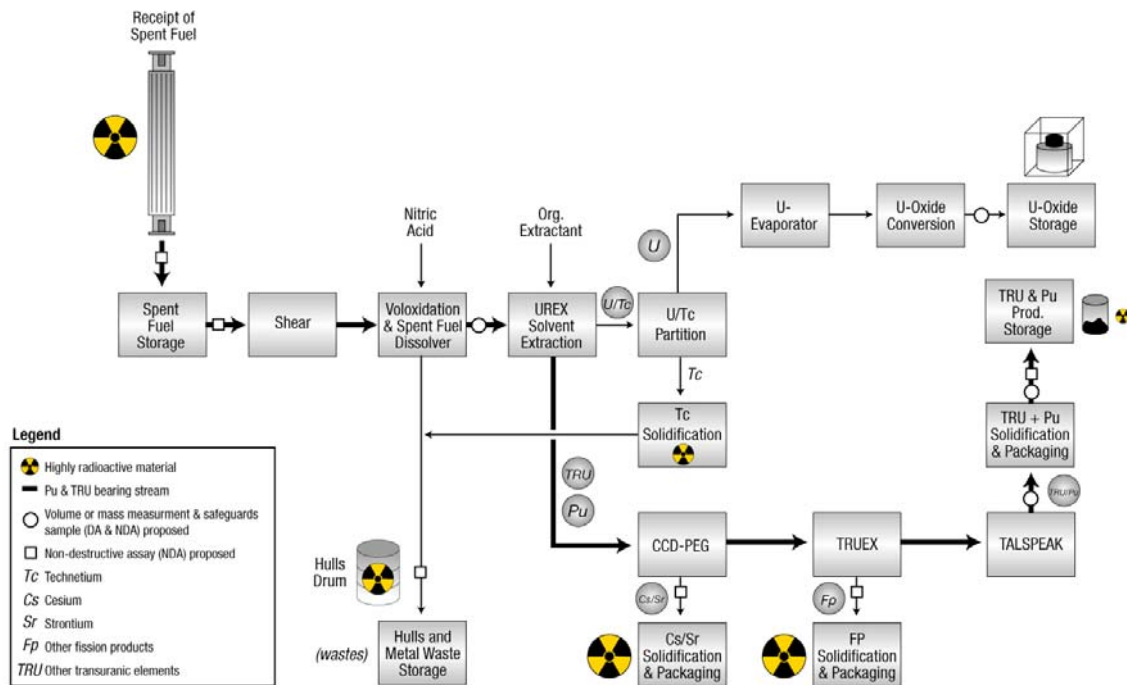 Receipt of
Spent Fuel
Nitric
Acid
Org.
Extractant
U
U-
Evaporator
U-Oxide
Conversion
U-Oxide
Storage
Spent
Fuel
Storage
Shear
Voloxidation
& Spent Fuel
Dissolver
UREX
Solvent
Extraction
U/Tc
U/Tc
Partition
TRU & Pu
Prod.
Storage
Tc
Tc
Solidification
TRU + Pu
Solidification
& Packaging
TRU
Pu
TRU/Pu
CCD-PEG
TRUEX
TALSPEAK
Hulls
Drum
Cs/Sr
Fp
(wastes)
Hulls and
Metal Waste
Storage
Cs/Sr
Solidification
& Packaging
FP
Solidification
& Packaging
Legend
Highly radioactive material
Pu & TRU bearing stream
Volume or mass measurment & safeguards
sample (DA & NDA) proposed
Non-destructive assay (NDA) proposed
Tc Technetium
Cs Cesium
Sr Strontium
Fp Other fission products
TRU Other transuranic elements